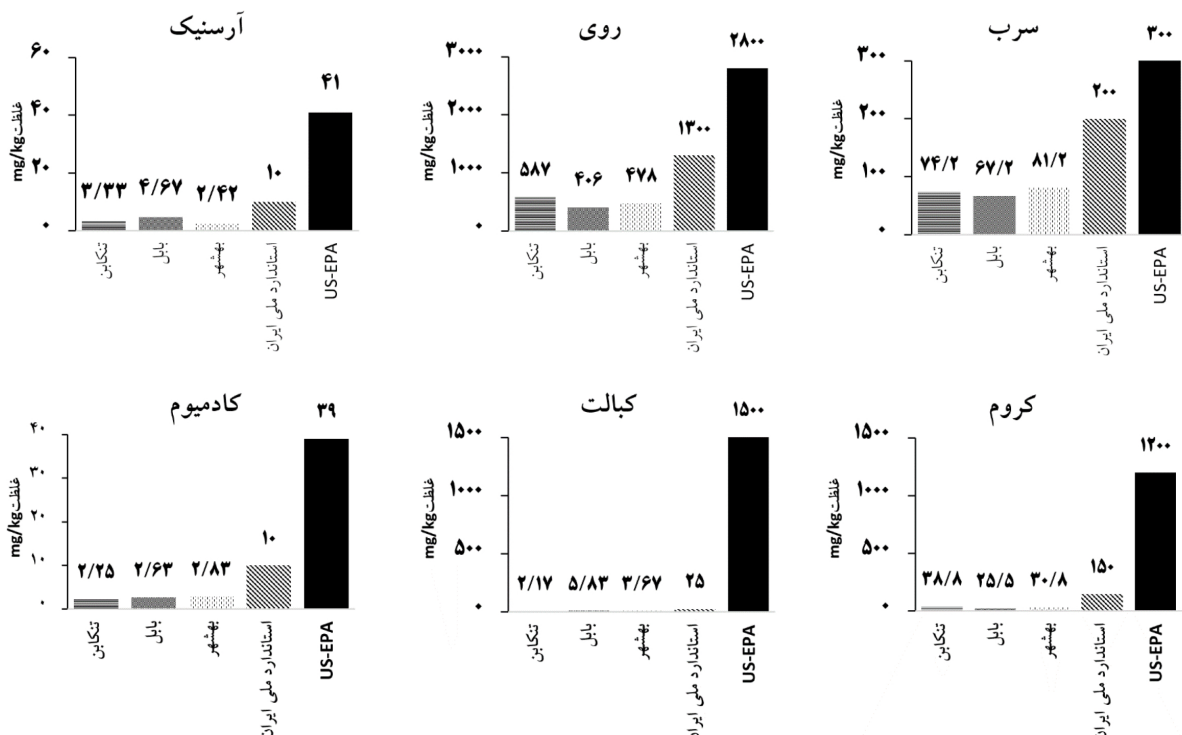 سرب
غلظت mg/kg
۳۰۰
۲۰۰
۱۰۰
۰
۷۴/۲
۶۷/۲
۸۱/۲
۲۰۰
۳۰۰
تنکابن
بابل
بهشهر
استاندارد ملی ایران
US-EPA
روی
غلظت mg/kg
۳۰۰۰
۲۰۰۰
۱۰۰۰
۰
۵۸۷
۴۰۶
۴۷۸
۱۳۰۰
۲۸۰۰
تنکابن
بابل
بهشهر
استاندارد ملی ایران
US-EPA
آرسنیک
غلظت mg/kg
۶۰
۴۰
۲۰
۰
۳/۳۳
۴/۶۷
۲/۴۲
۱۰
۴۱
تنکابن
بابل
بهشهر
استاندارد ملی ایران
US-EPA
کروم
غلظت mg/kg
۱۵۰۰
۱۰۰۰
۵۰۰
۰
۳۸/۸
۲۵/۵
۳۰/۸
۱۵۰
۱۲۰۰
تنکابن
بابل
بهشهر
استاندارد ملی ایران
US-EPA
کبالت
غلظت mg/kg
۱۵۰۰
۱۰۰۰
۵۰۰
۰
۲/۱۷
۵/۸۳
۳/۶۷
۲۵
۱۵۰۰
تنکابن
بابل
بهشهر
استاندارد ملی ایران
US-EPA
کادمیوم
غلظت mg/kg
۴۰
۳۰
۲۰
۱۰
۰
۲/۲۵
۲/۶۳
۲/۸۳
۱۰
۳۹
تنکابن
بابل
بهشهر
استاندارد ملی ایران
US-EPA